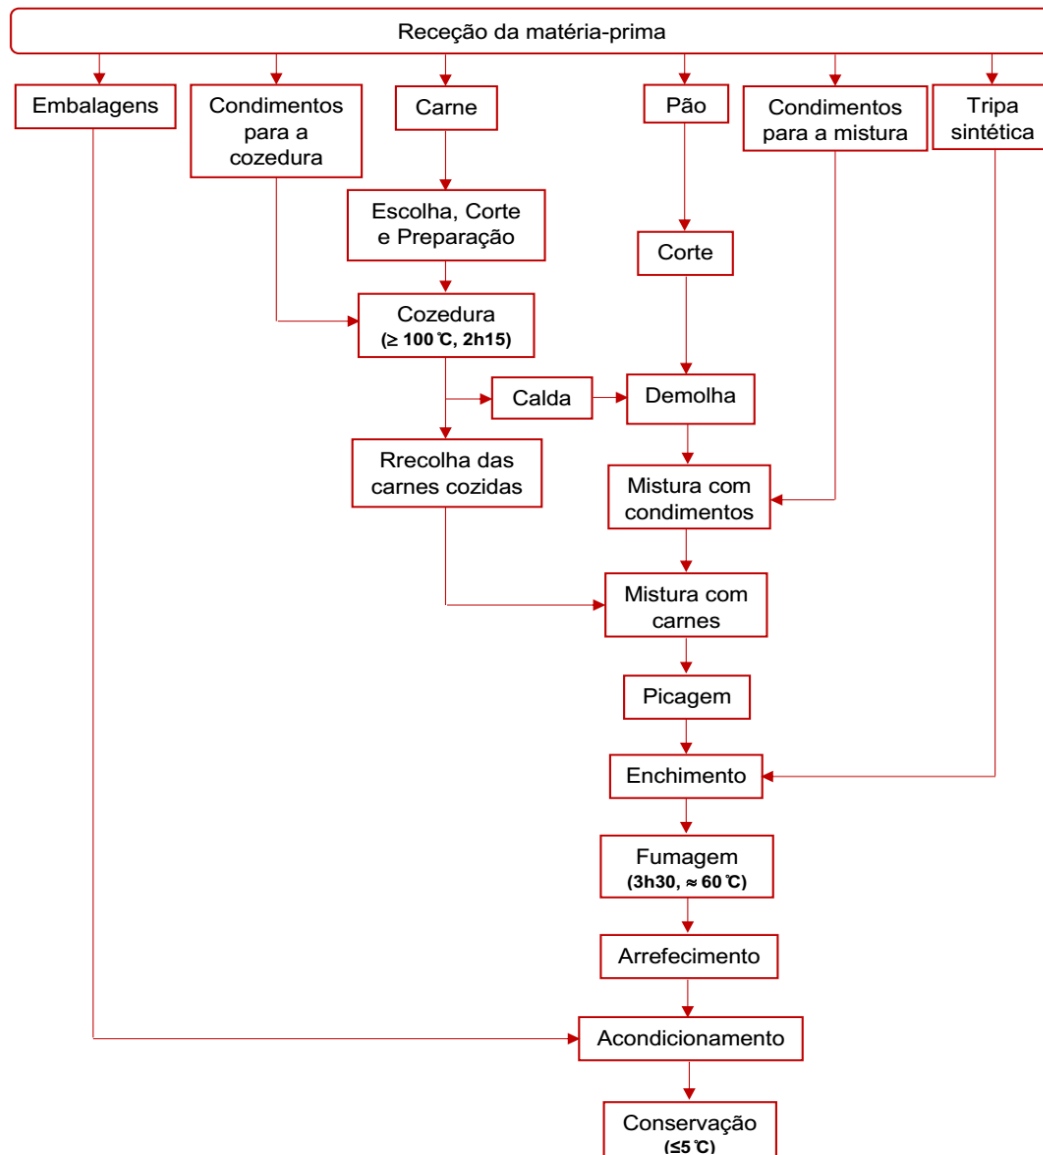 Receção da matéria-prima
Embalagens
Condimentos
para a
cozedura
Carne
Pão
Condimentos
para a mistura
Tripa
sintética
Escolha, Corte
e Preparação
Corte
Cozedura
(≥ 100 ℃, 2h15)
Calda
Demolha
Rrecolha das
carnes cozidas
Mistura com
condimentos
Mistura com
carnes
Picagem
Enchimento
Fumagem
(3h30, ≈ 60 ℃)
Arrefecimento
Acondicionamento
Conservação
(≤5 ℃)